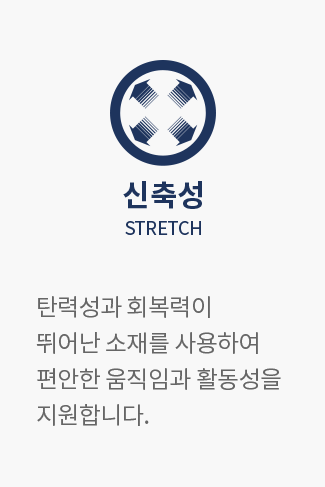 신축성
STRETCH
탄력성과 회복력이
뛰어난 소재를 사용하여
편안한 움직임과 활동성을
지원합니다.